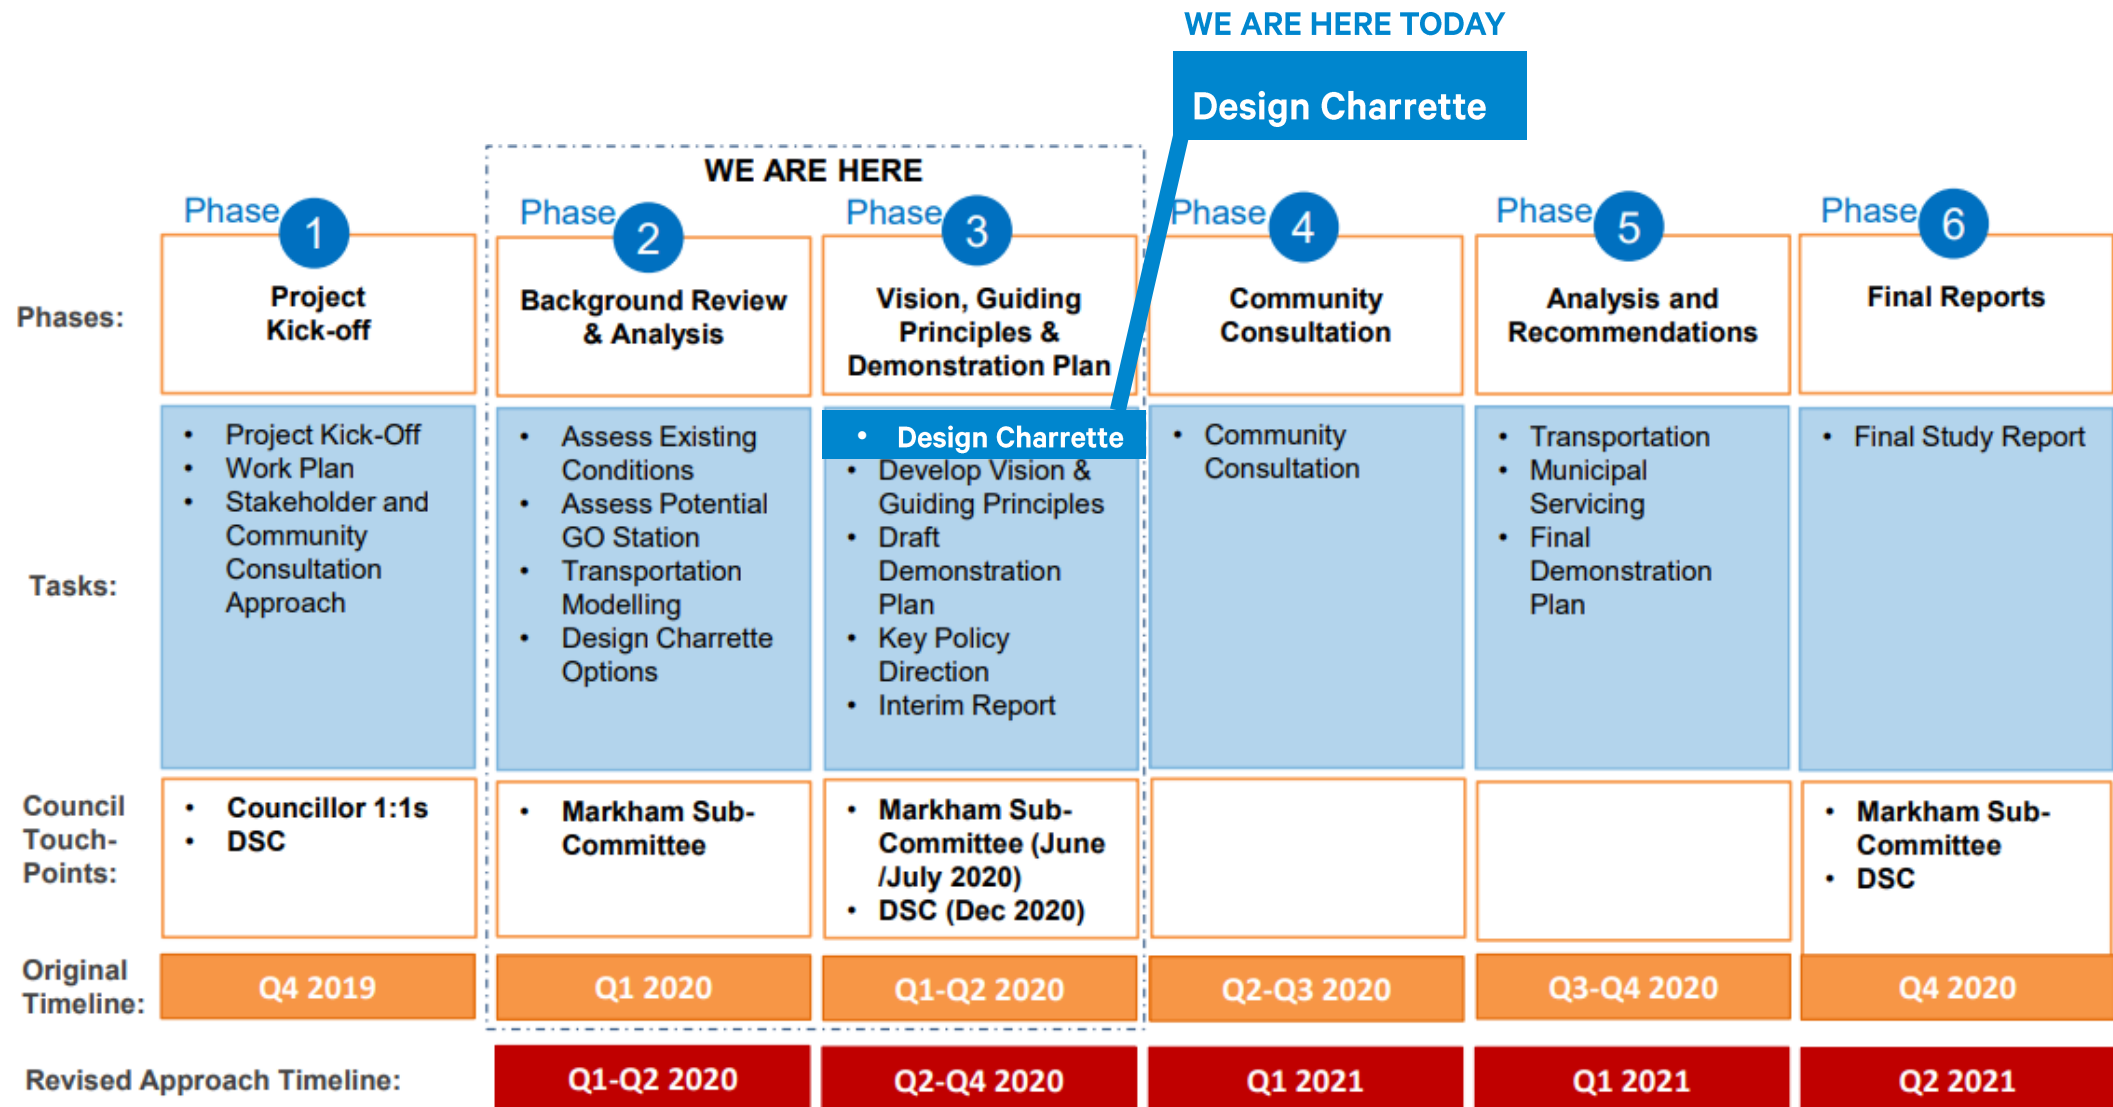 WE ARE HERE TODAY
Design Charrette
WE ARE HERE
Phase 1
Phase 2
Phase 3
Phase 4
Phase 5
Phase 6
Phases:
Project
Kick-off
Background Review
& Analysis
Vision, Guiding
Principles &
Demonstration Plan
Community
Consultation
Analysis and
Recommendations
Final Reports
Tasks:
• Project Kick-Off
• Work Plan
• Stakeholder and
Community
Consultation
Approach
• Assess Existing
Conditions
• Assess Potential
GO Station
• Transportation
Modelling
• Design Charrette
Options
• Design Charrette
• Develop Vision &
Guiding Principles
• Draft
Demonstration
Plan
• Key Policy
Direction
• Interim Report
• Community
Consultation
• Transportation
• Municipal
Servicing
• Final
Demonstration
Plan
• Final Study Report
Council
Touch-
Points:
• Councillor 1:1s
• DSC
• Markham Sub-
Committee
• Markham Sub-
Committee (June
/July 2020)
• DSC (Dec 2020)
• Markham Sub-
Committee
• DSC
Original
Timeline:
Q4 2019
Q1 2020
Q1-Q2 2020
Q2-Q3 2020
Q3-Q4 2020
Q4 2020
Revised Approach Timeline:
Q1-Q2 2020
Q2-Q4 2020
Q1 2021
Q1 2021
Q2 2021